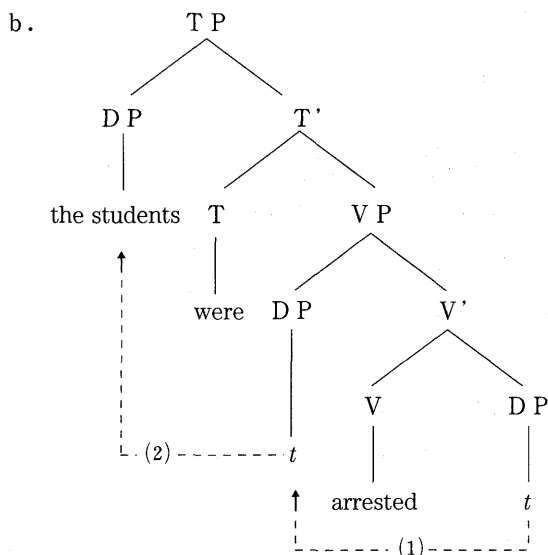 b.
TP
DP T'
the students T VP
were DP V'
V DP
(2) t
arrested t
(1)